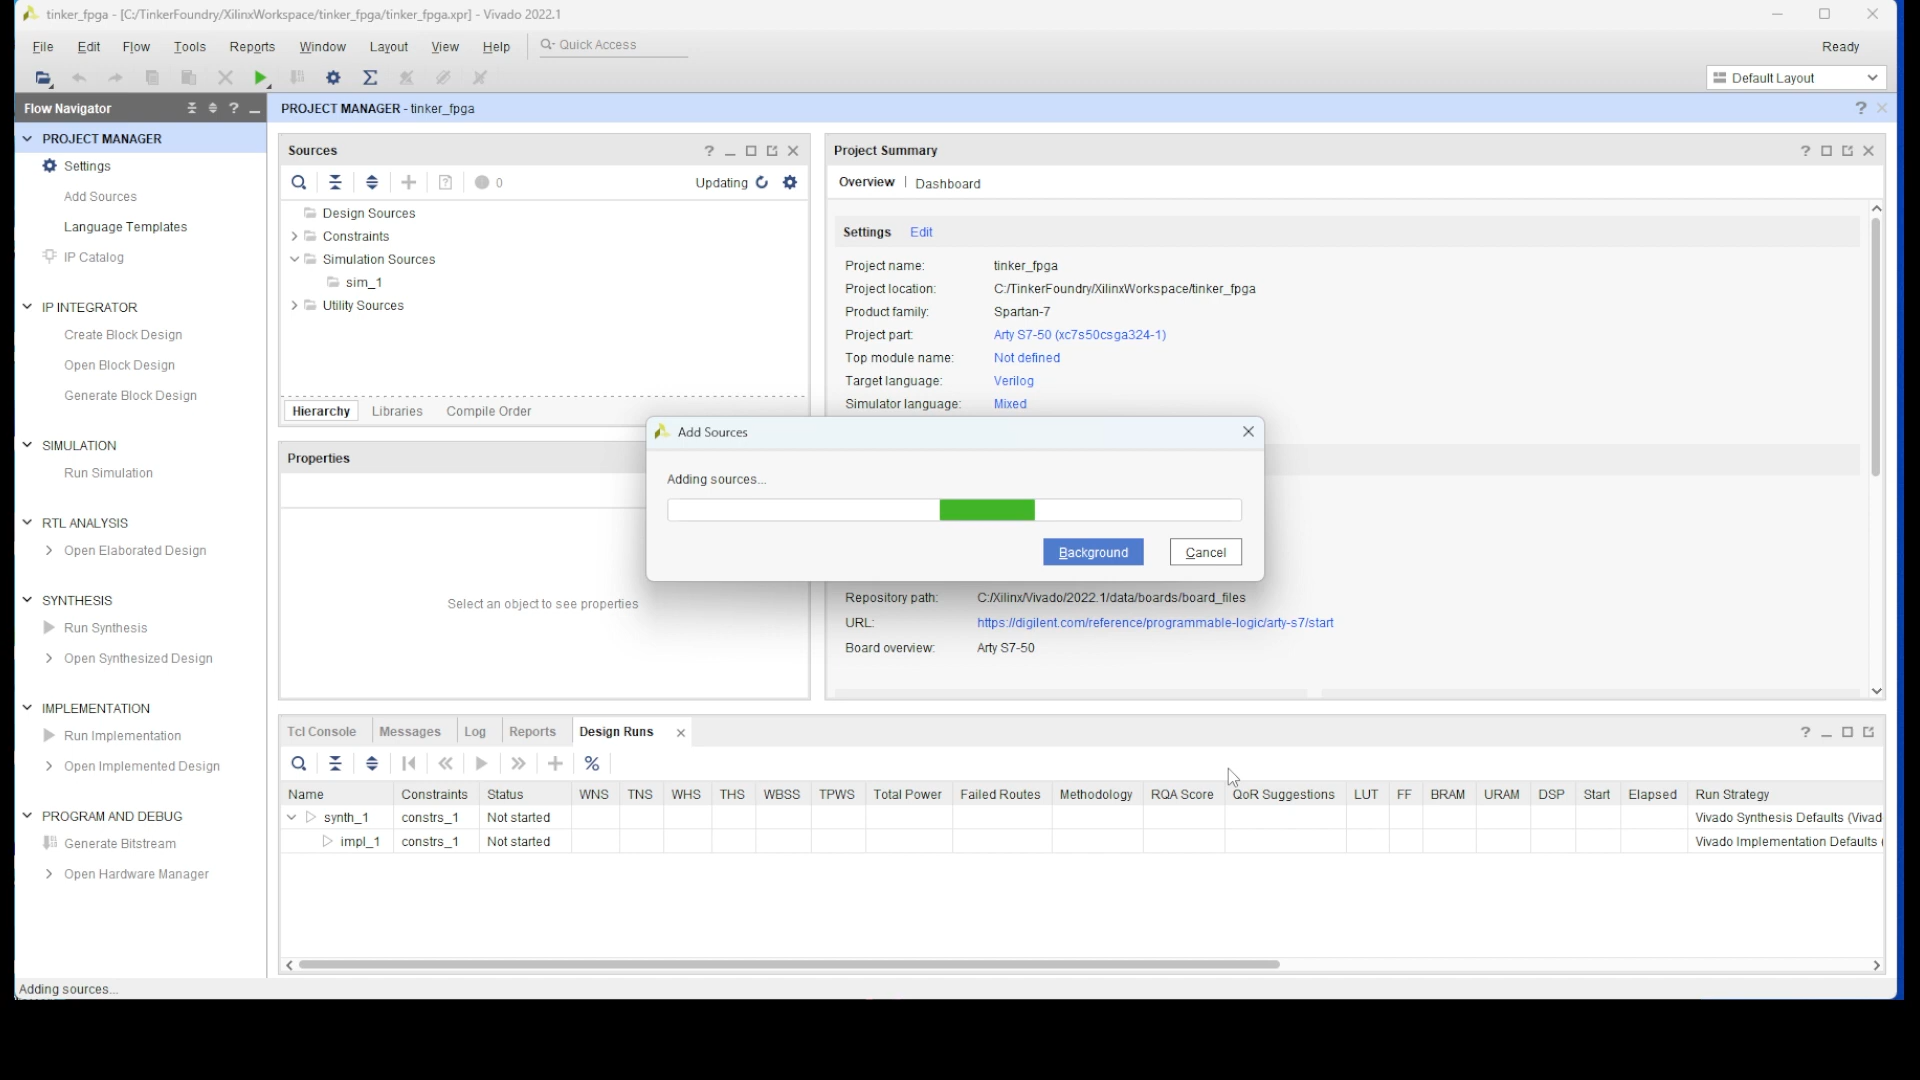 tinker_fpga - [C:/TinkerFoundry/XilinxWorkspace/tinker_fpga/tinker_fpga.xpr] - Vivado 2022.1
File Edit Flow Tools Reports Window Layout View Help Quick Access Ready
Default Layout
Flow Navigator
PROJECT MANAGER - tinker_fpga
PROJECT MANAGER
Settings
Add Sources
Language Templates
IP Catalog
IP INTEGRATOR
Create Block Design
Open Block Design
Generate Block Design
SIMULATION
Run Simulation
RTL ANALYSIS
Open Elaborated Design
SYNTHESIS
Run Synthesis
Open Synthesized Design
IMPLEMENTATION
Run Implementation
Open Implemented Design
PROGRAM AND DEBUG
Generate Bitstream
Open Hardware Manager
Sources
0 Updating
Design Sources
Constraints
Simulation Sources
sim_1
Utility Sources
Hierarchy Libraries Compile Order
Properties
Select an object to see properties
Project Summary
Overview | Dashboard
Settings Edit
Project name: tinker_fpga
Project location: C:/TinkerFoundry/XilinxWorkspace/tinker_fpga
Product family: Spartan-7
Project part: Arty S7-50 (xc7s50csga324-1)
Top module name: Not defined
Target language: Verilog
Simulator language: Mixed
Add Sources
Adding sources...
Background Cancel
Repository path: C:/Xilinx/Vivado/2022.1/data/boards/board_files
URL: https://digilent.com/reference/programmable-logic/arty-s7/start
Board overview: Arty S7-50
Tcl Console Messages Log Reports Design Runs
Name Constraints Status WNS TNS WHS THS WBSS TPWS Total Power Failed Routes Methodology RQA Score QoR Suggestions LUT FF BRAM URAM DSP Start Elapsed Run Strategy
synth_1 constrs_1 Not started Vivado Synthesis Defaults (Vivad
impl_1 constrs_1 Not started Vivado Implementation Defaults (
Adding sources...